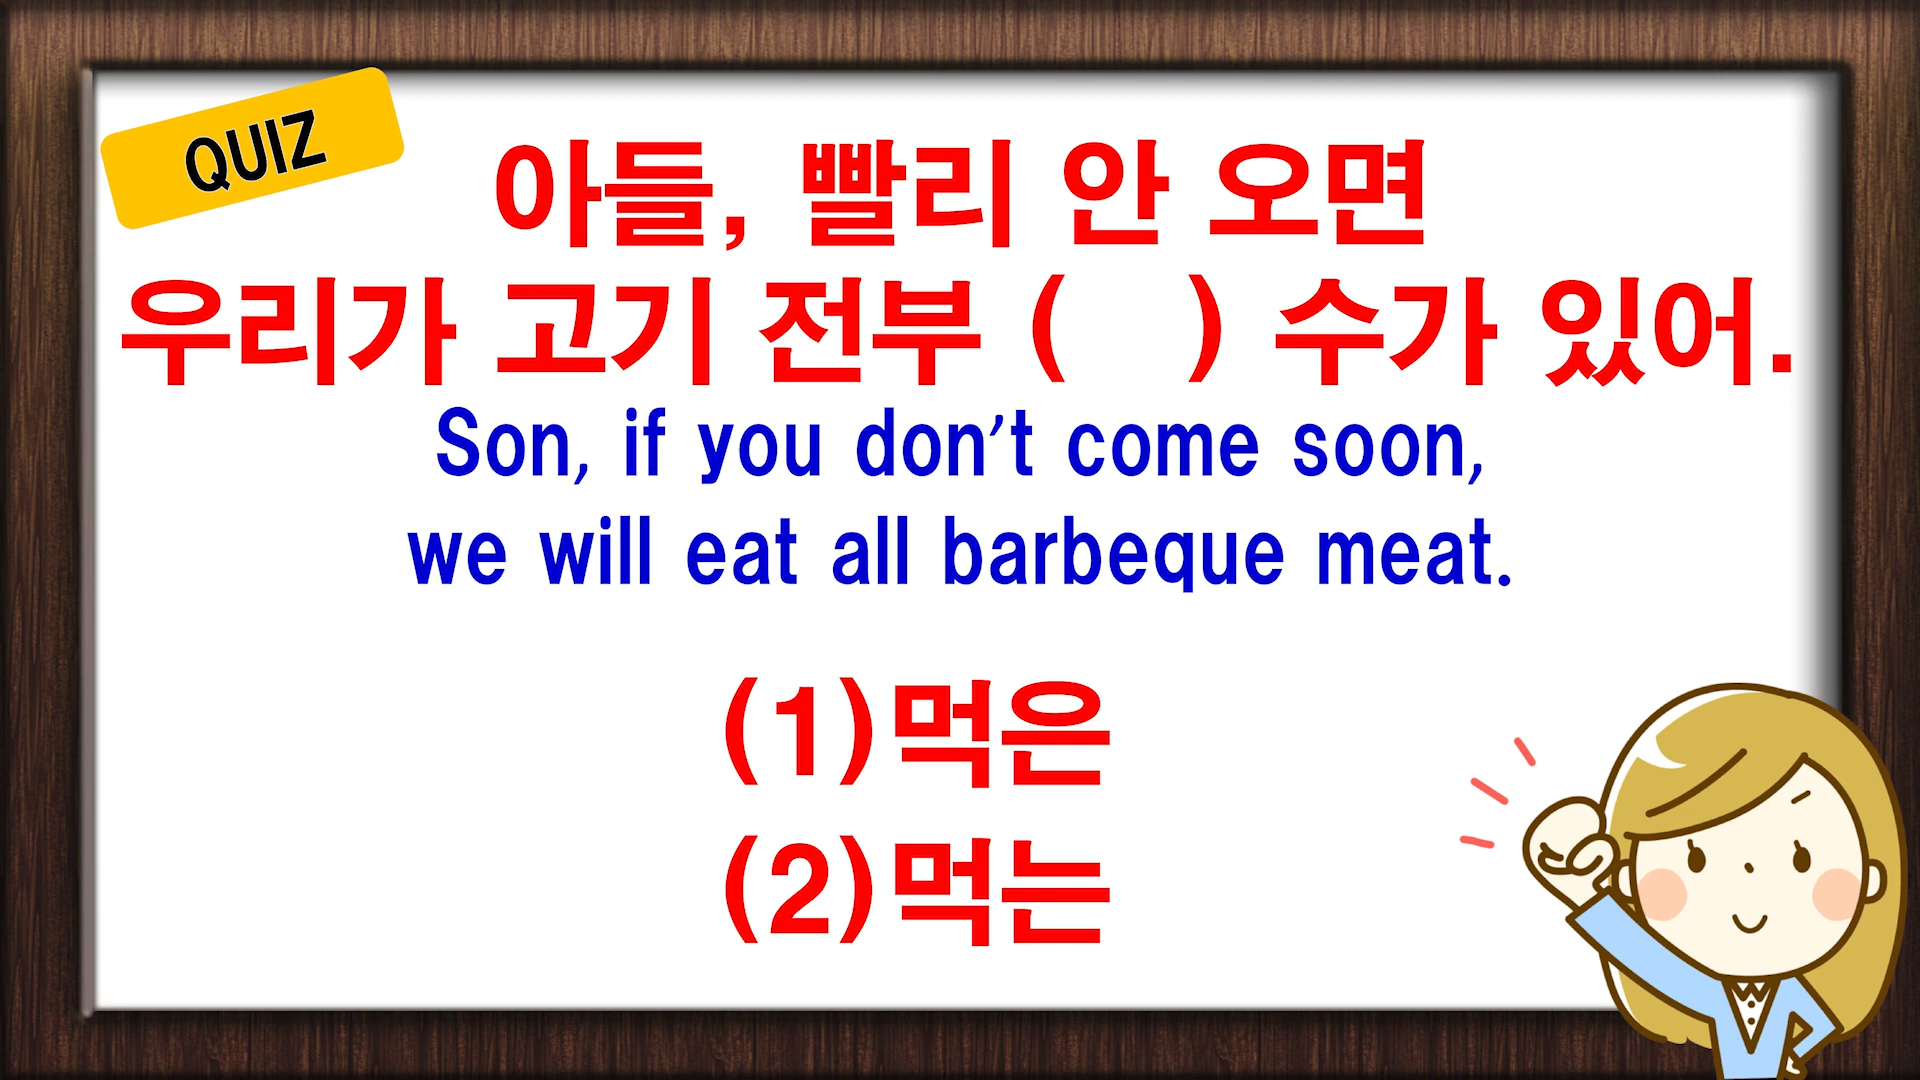 QUIZ
아들, 빨리 안 오면
우리가 고기 전부 (  ) 수가 있어.
Son, if you don't come soon,
we will eat all barbeque meat.
(1)먹은
(2)먹는